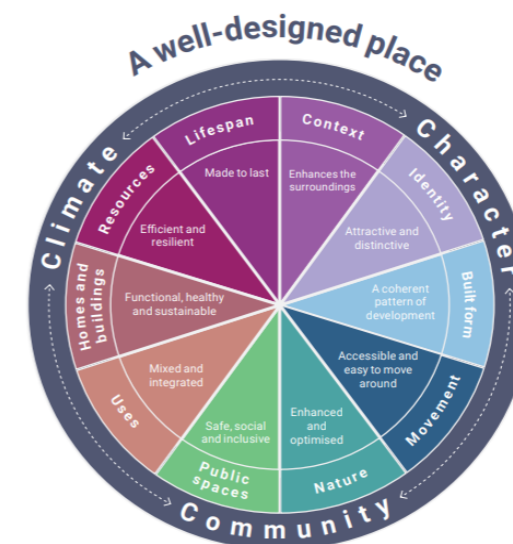 A well-designed place
Climate
Character
Community
Context
Enhances the
surroundings
Identity
Attractive and
distinctive
Built form
A coherent
pattern of
development
Movement
Accessible and
easy to move
around
Nature
Enhanced
and
optimised
Public
spaces
Safe, social
and inclusive
Uses
Mixed and
integrated
Homes and
buildings
Functional, healthy
and sustainable
Resources
Efficient and
resilient
Lifespan
Made to last